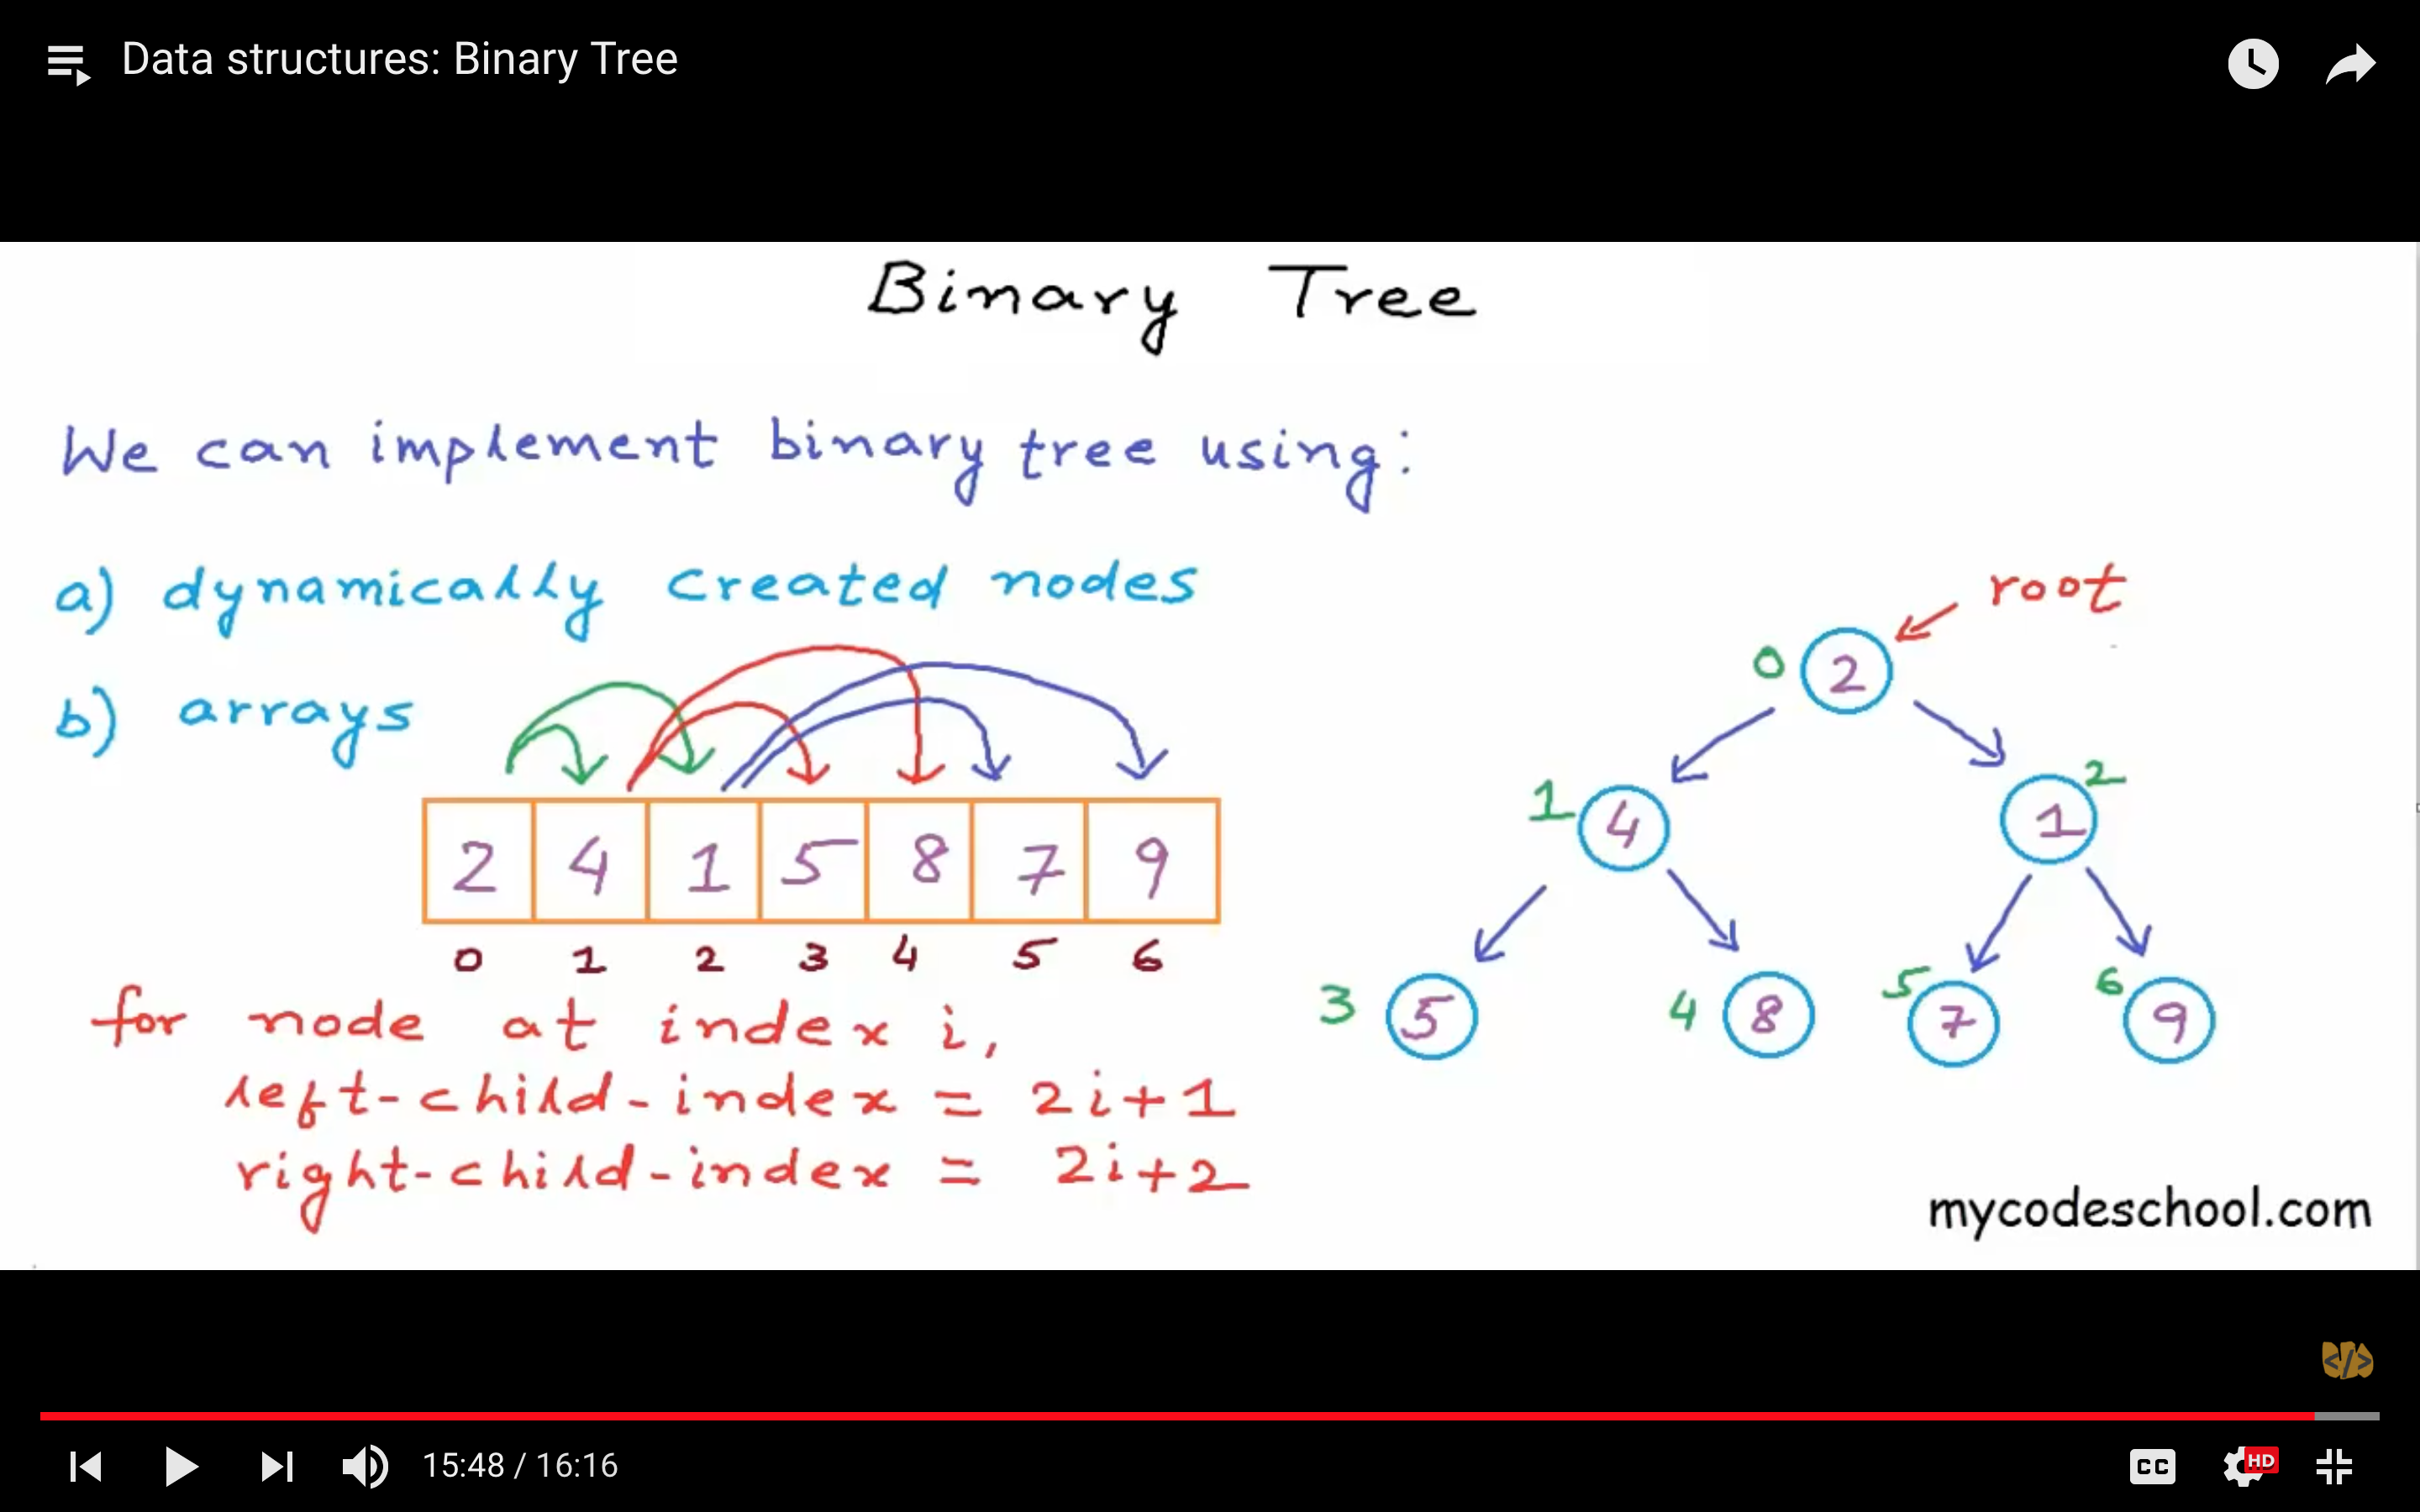 Data structures: Binary Tree
Binary Tree
We can implement binary tree using:
a) dynamically created nodes
b) arrays
2 4 1 5 8 7 9
0 1 2 3 4 5 6
for node at index i,
left-child-index = 2i+1
right-child-index = 2i+2
root
0 2
1 4 1 2
3 5 4 8 5 7 6 9
mycodeschool.com
</>
15:48 / 16:16
CC HD